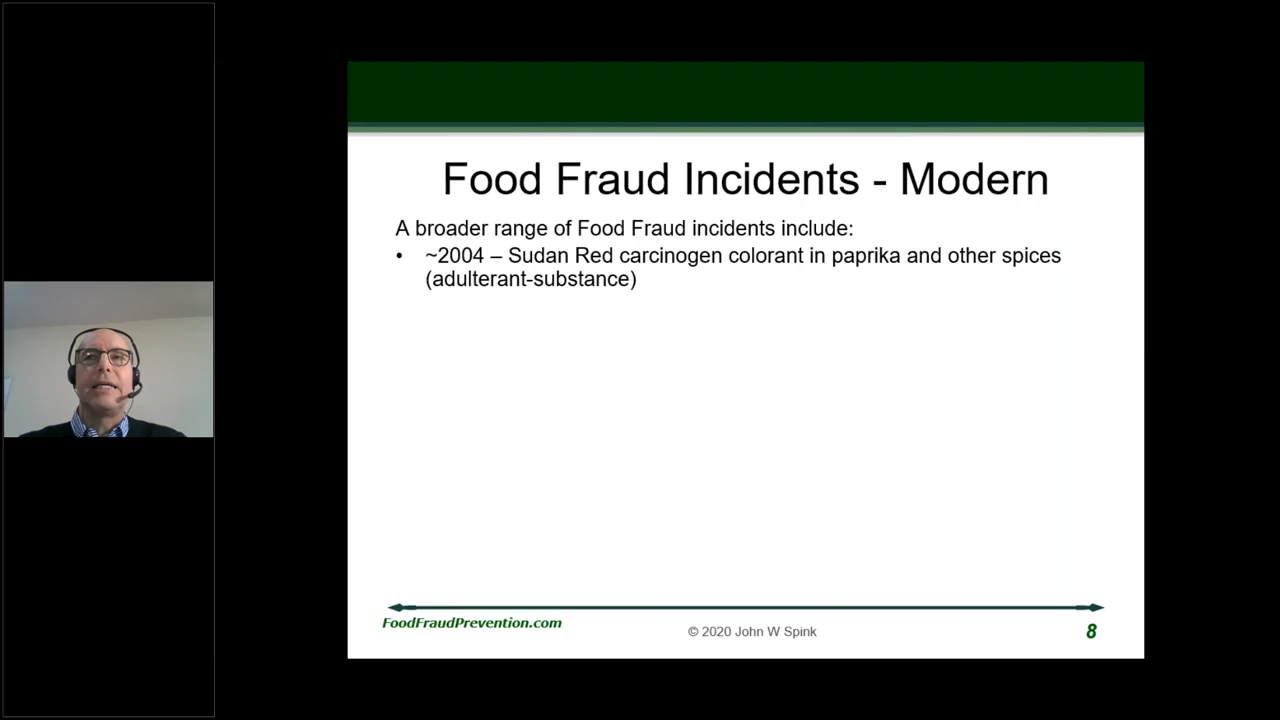 Food Fraud Incidents - Modern
A broader range of Food Fraud incidents include:
• ~2004 – Sudan Red carcinogen colorant in paprika and other spices
(adulterant-substance)
FoodFraudPrevention.com
© 2020 John W Spink
8